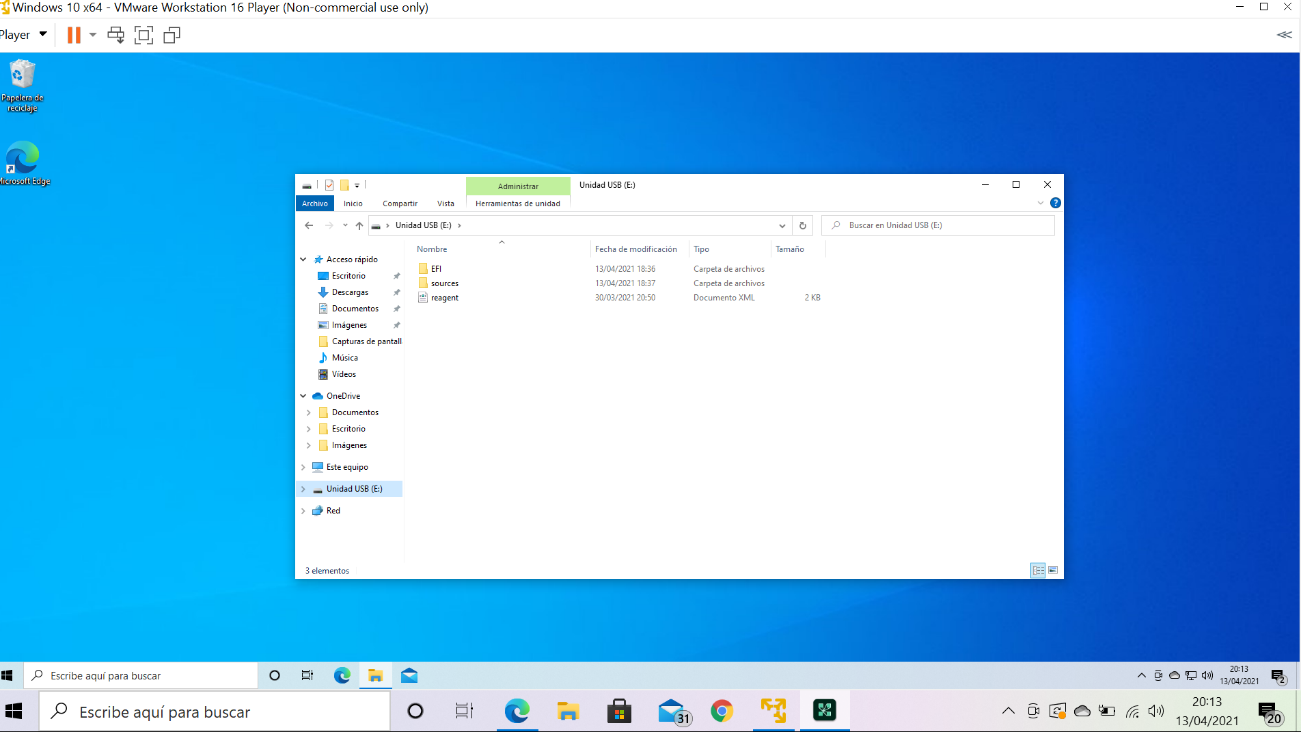 Windows 10 x64 - VMware Workstation 16 Player (Non-commercial use only)
Player
Papelera de
reciclaje
Microsoft Edge
Administrar
Unidad USB (E:)
Archivo Inicio Compartir Vista Herramientas de unidad
Unidad USB (E:)
Buscar en Unidad USB (E:)
Nombre Fecha de modificación Tipo Tamaño
EFI 13/04/2021 18:36 Carpeta de archivos
sources 13/04/2021 18:37 Carpeta de archivos
reagent 30/03/2021 20:50 Documento XML 2 KB
Acceso rápido
Escritorio
Descargas
Documentos
Imágenes
Capturas de pantall
Música
Vídeos
OneDrive
Documentos
Escritorio
Imágenes
Este equipo
Unidad USB (E:)
Red
3 elementos
Escribe aquí para buscar
20:13
13/04/2021
2
Escribe aquí para buscar
31
20:13
13/04/2021
20